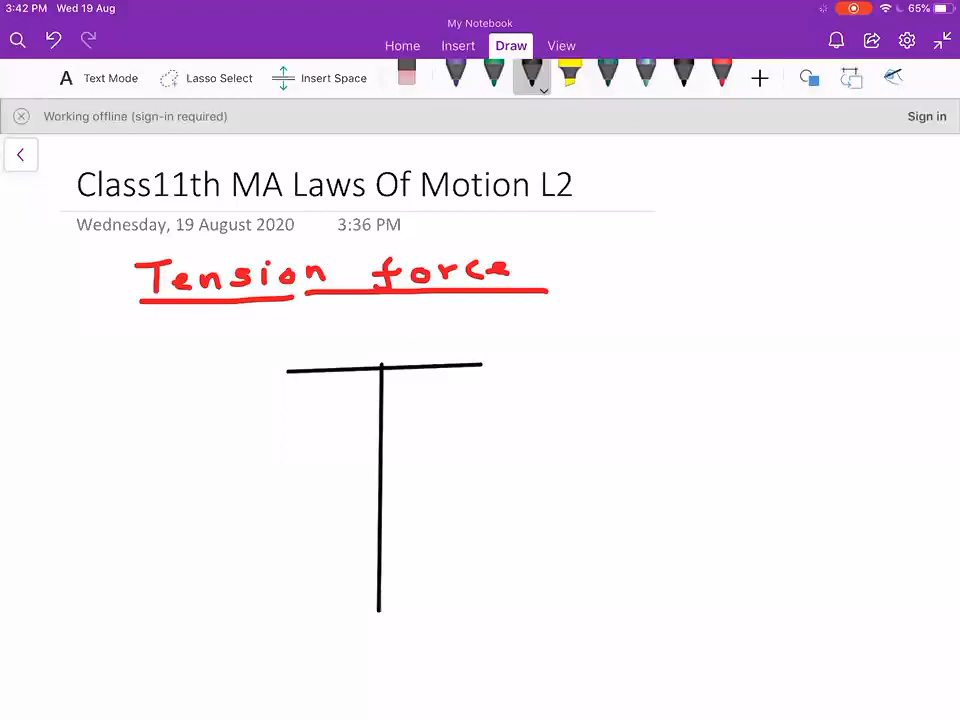 3:42 PM Wed 19 Aug 65%
My Notebook
Home Insert Draw View
A Text Mode Lasso Select Insert Space
Working offline (sign-in required) Sign in
Class11th MA Laws Of Motion L2
Wednesday, 19 August 2020 3:36 PM
Tension force